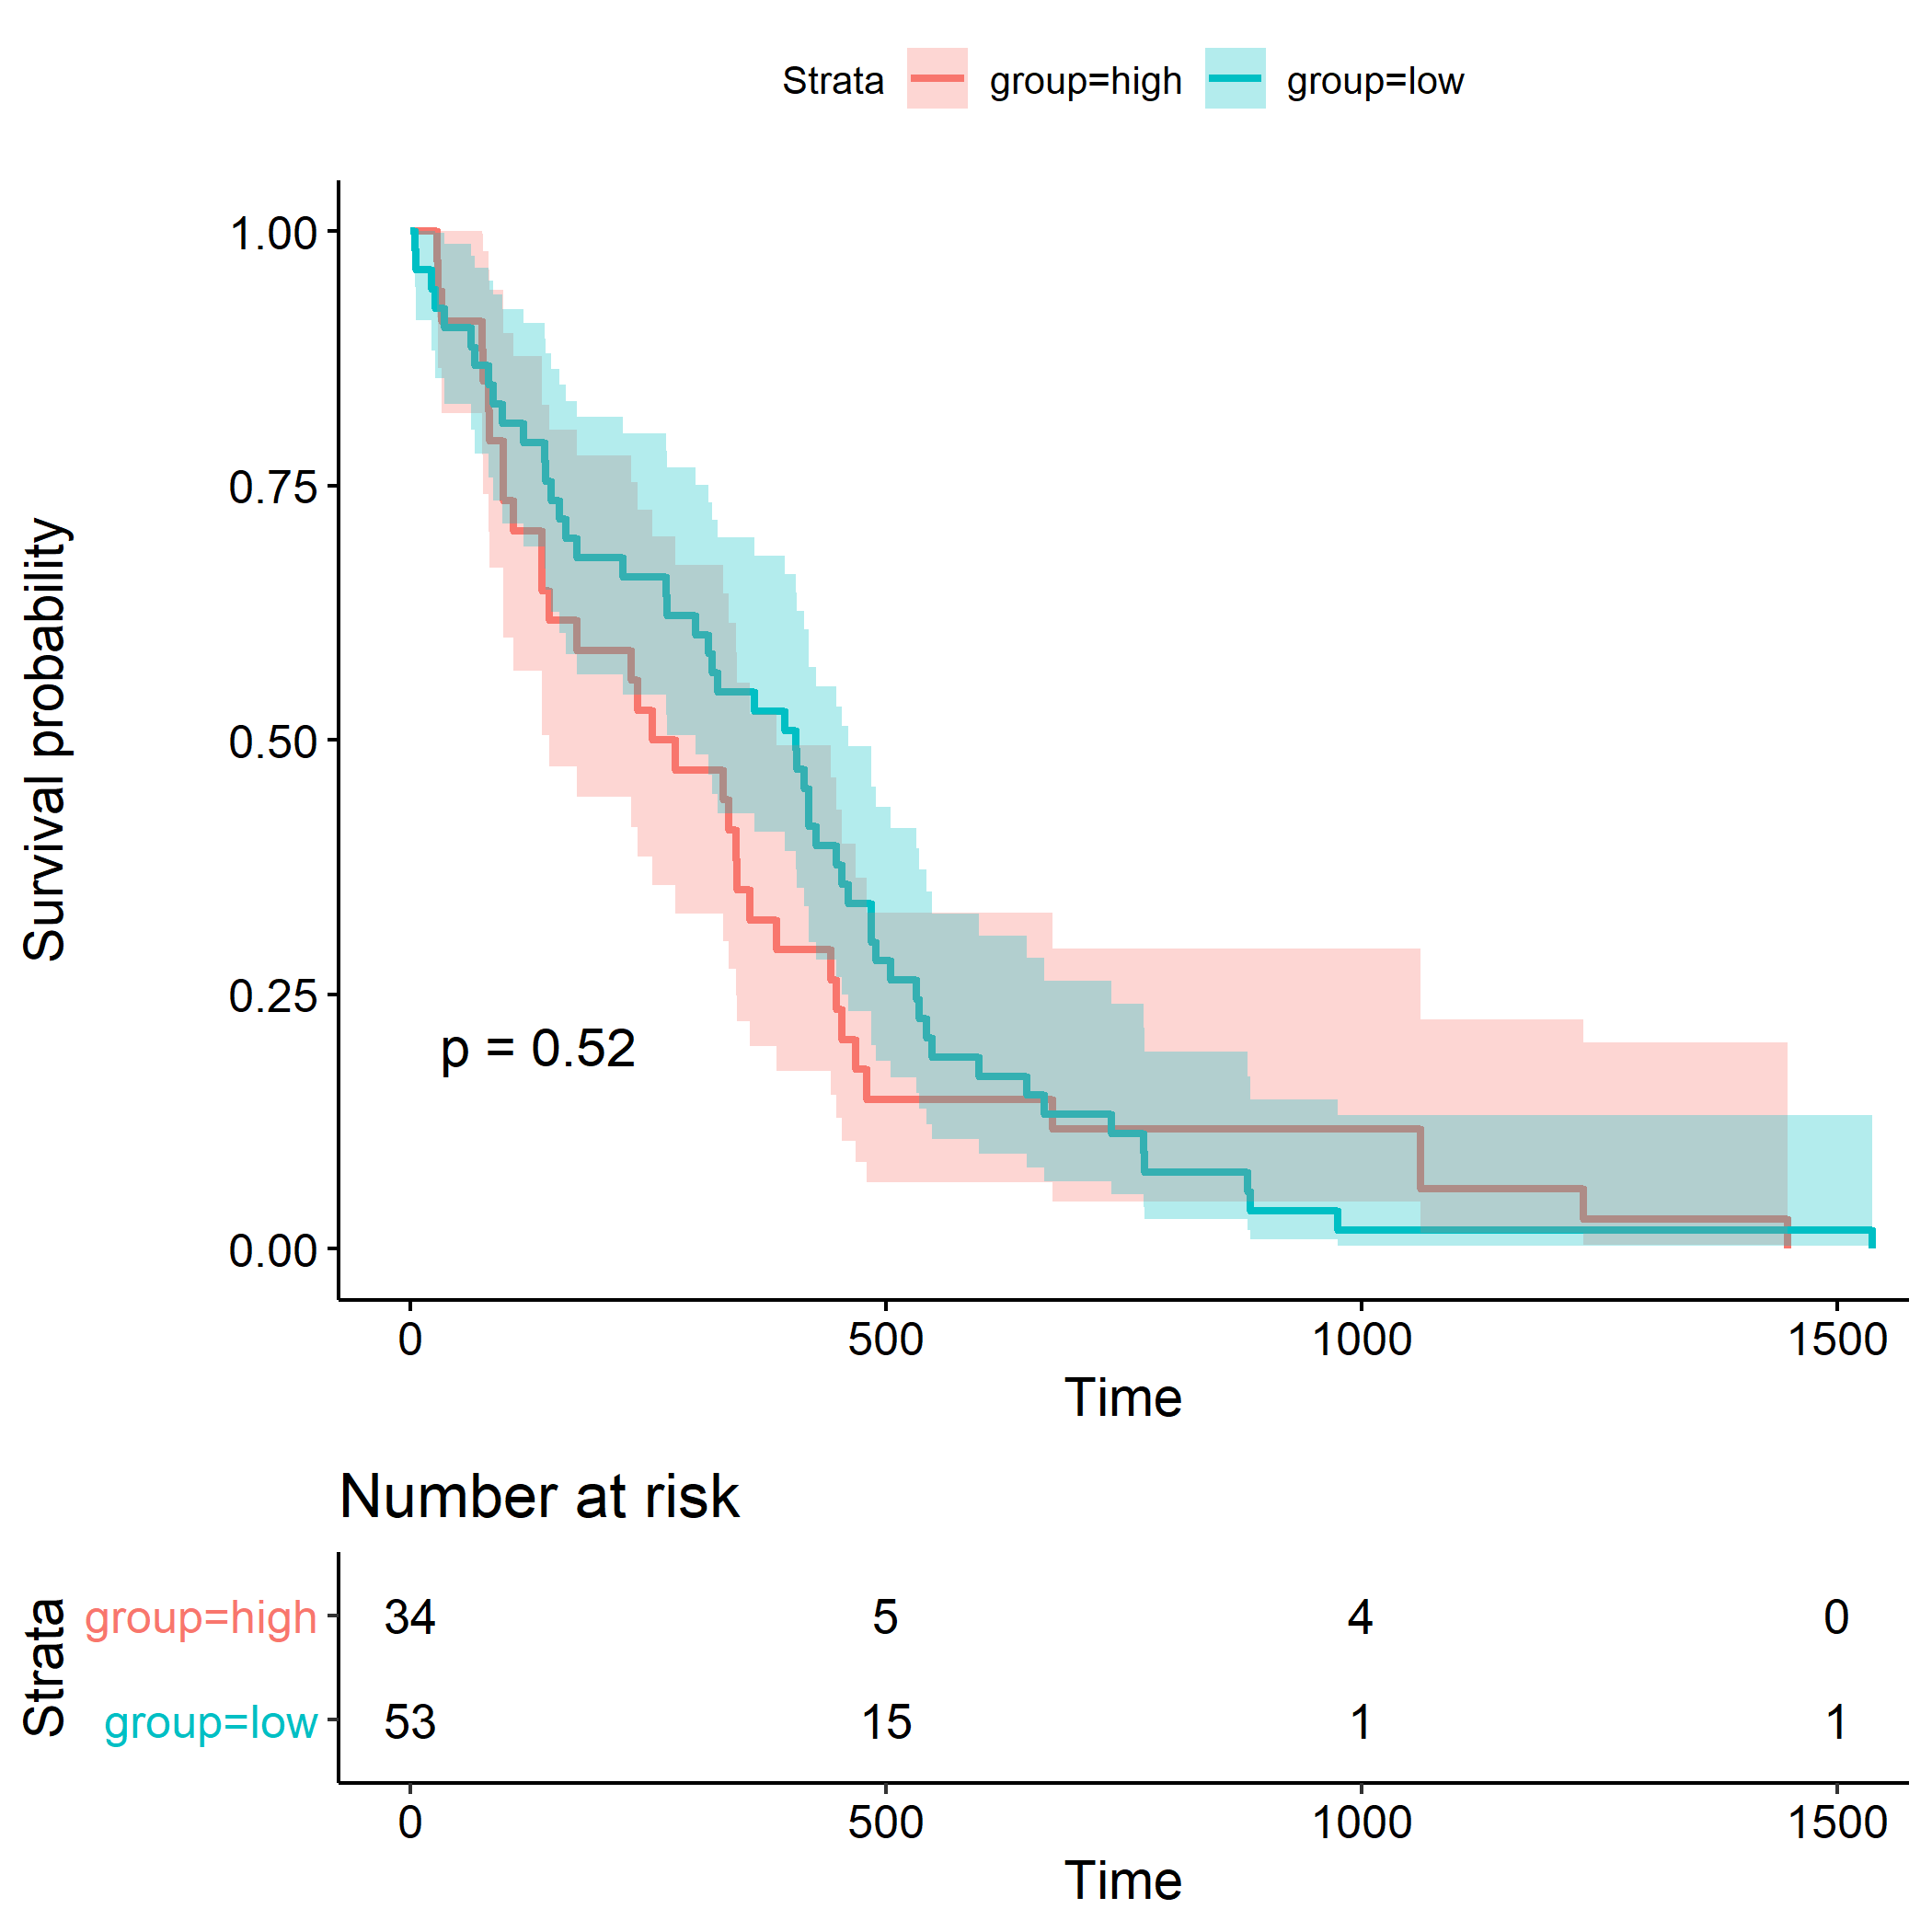 Strata group=high group=low
Survival probability
1.00
0.75
0.50
0.25
0.00
p = 0.52
0 500 1000 1500
Time
Number at risk
Strata
group=high 34 5 4 0
group=low 53 15 1 1
0 500 1000 1500
Time